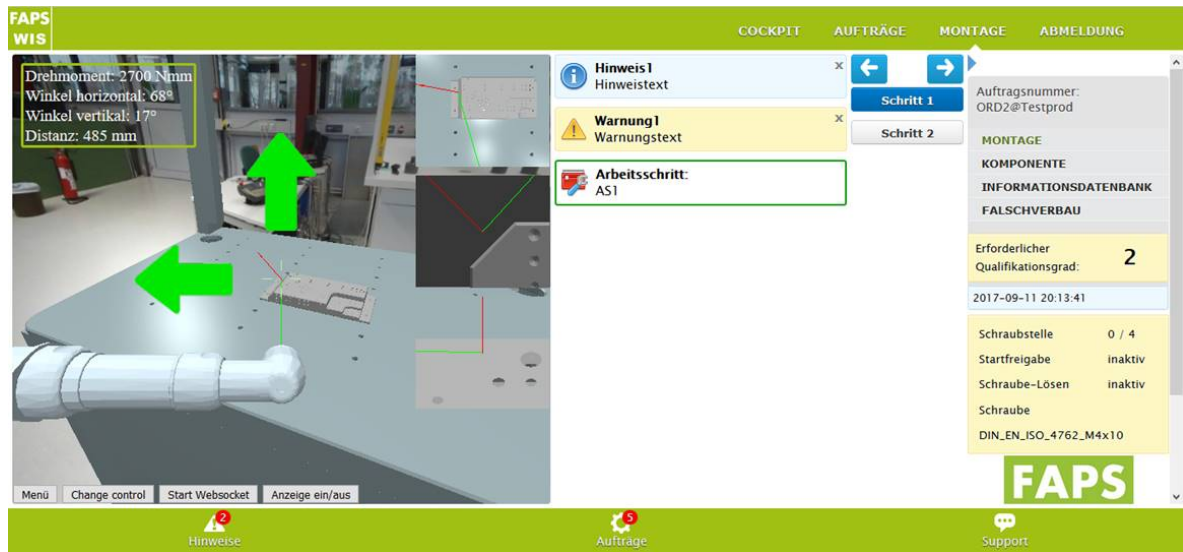 FAPS
WIS
COCKPIT
AUFTRÄGE
MONTAGE
ABMELDUNG
Drehmoment: 2700 Nmm
Winkel horizontal: 68°
Winkel vertikal: 17°
Distanz: 485 mm
Menü
Change control
Start Websocket
Anzeige ein/aus
Hinweis1
x
Hinweistext
Warnung1
x
Warnungstext
Arbeitsschritt:
AS1
Schritt 1
Schritt 2
Auftragsnummer:
ORD2@Testprod
MONTAGE
KOMPONENTE
INFORMATIONSDATENBANK
FALSCHVERBAU
Erforderlicher
Qualifikationsgrad: 2
2017-09-11 20:13:41
Schraubstelle 0 / 4
Startfreigabe inaktiv
Schraube-Lösen inaktiv
Schraube
DIN_EN_ISO_4762_M4x10
FAPS
2
Hinweise
5
Aufträge
Support